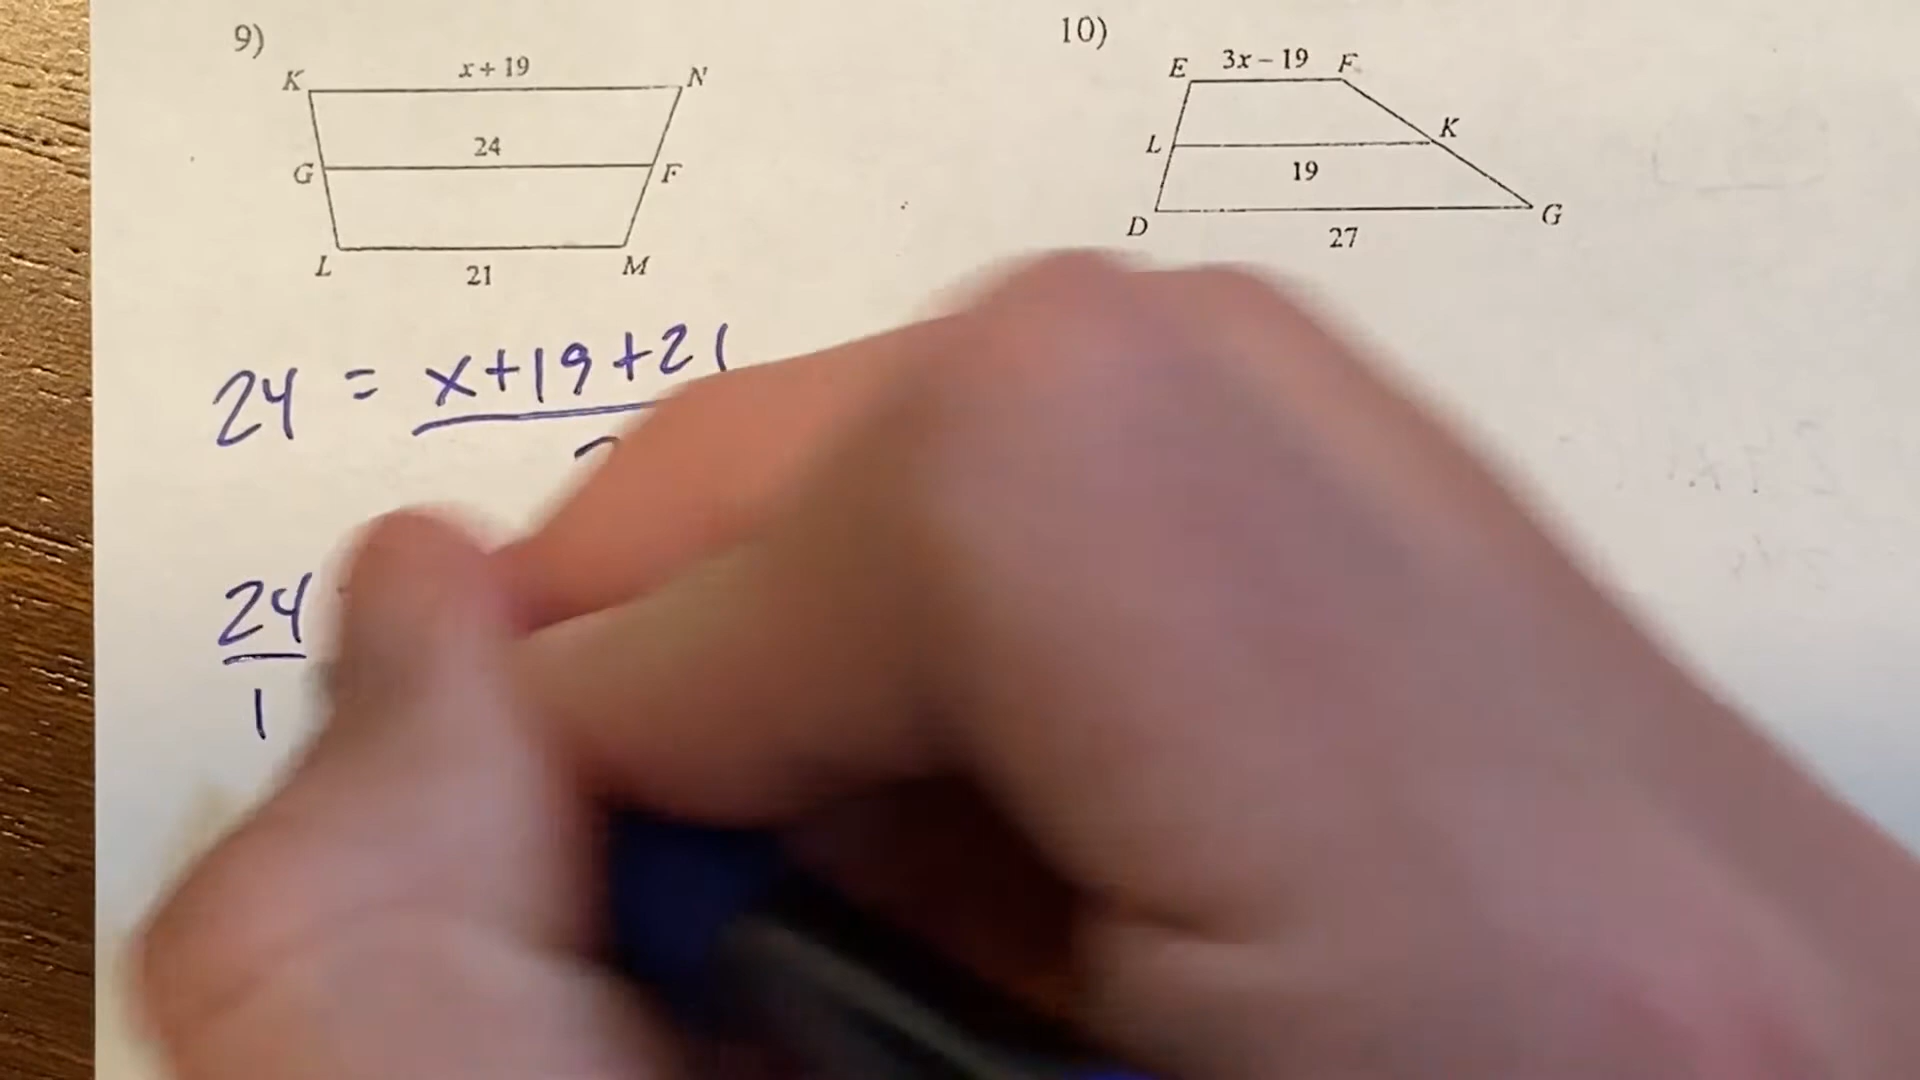 9)
K x + 19 N
24
G F
L 21 M
10)
E 3x – 19 F
L K
19
D G
27
24 = x+19+21
24
1